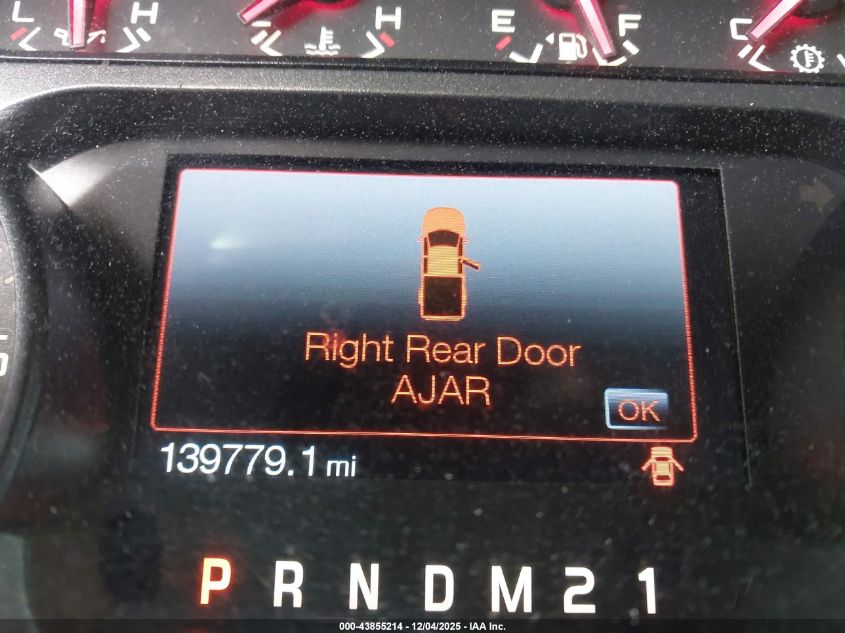 L H H E F C
Right Rear Door
AJAR
OK
139779.1 mi
P R N D M 2 1
000-43855214 - 12/04/2025 - IAA Inc.